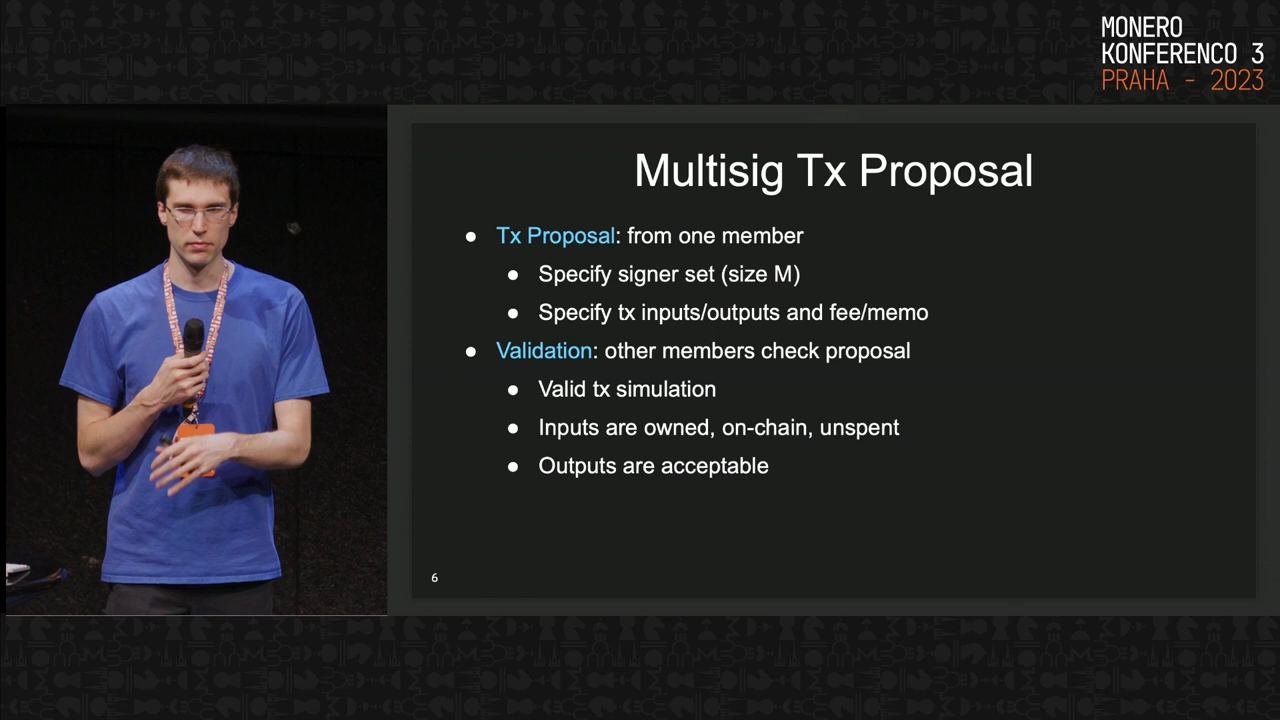 MONERO
KONFERENCO 3
PRAHA - 2023
Multisig Tx Proposal
● Tx Proposal: from one member
● Specify signer set (size M)
● Specify tx inputs/outputs and fee/memo
● Validation: other members check proposal
● Valid tx simulation
● Inputs are owned, on-chain, unspent
● Outputs are acceptable
6